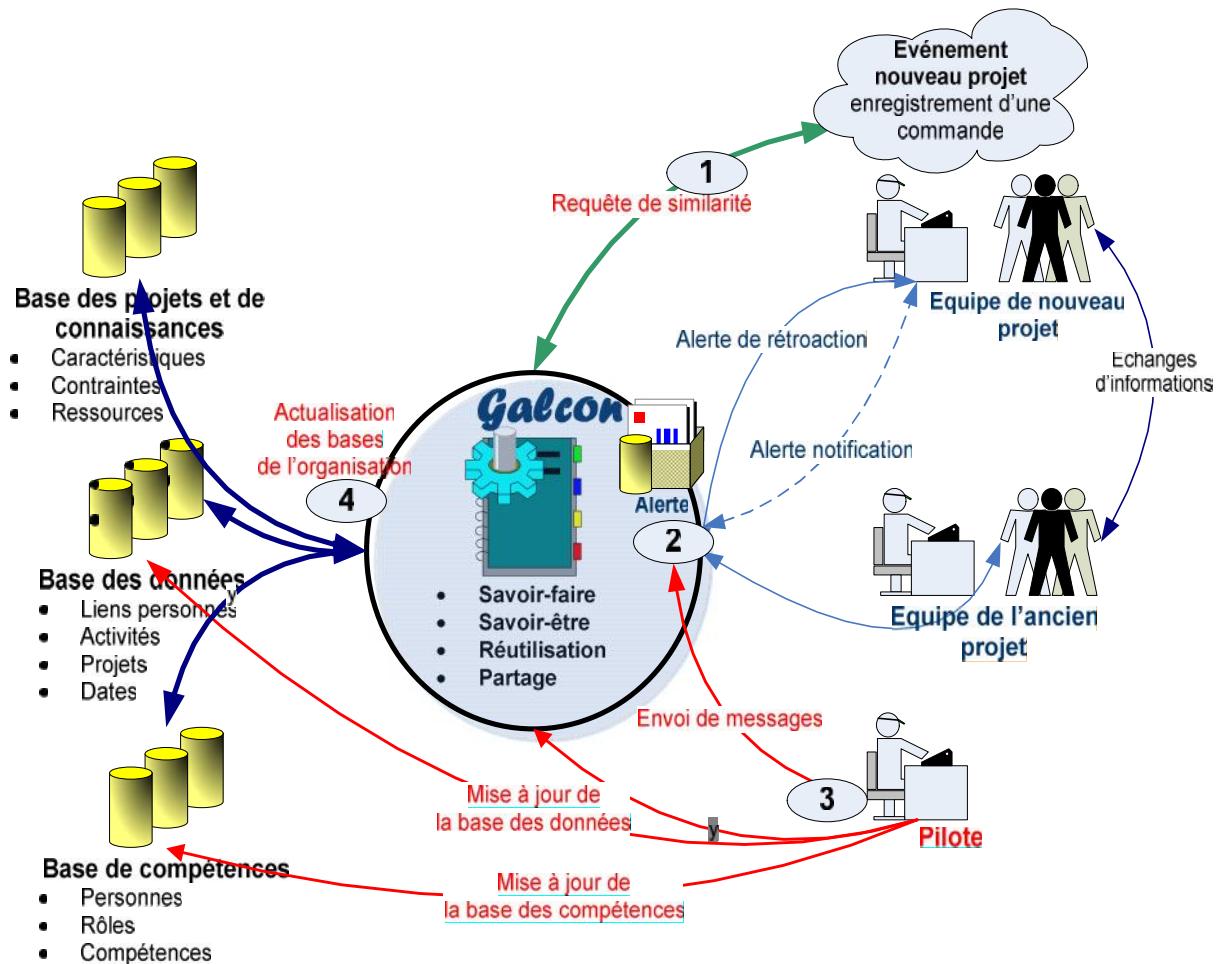 Evénement
nouveau projet
enregistrement d'une
commande
1
Requête de similarité
Base des projets et de
connaissances
• Caractéristiques
• Contraintes
• Ressources
Equipe de nouveau
projet
Alerte de rétroaction
Echanges
d'informations
Actualisation
des bases
de l'organisation
4
Galcon
Alerte
2
Alerte notification
• Savoir-faire
• Savoir-être
• Réutilisation
• Partage
Base des données
y
• Liens personnes
• Activités
• Projets
• Dates
Equipe de l'ancien
projet
Envoi de messages
3
Pilote
Mise à jour de
la base des données
y
Base de compétences
• Personnes
• Rôles
• Compétences
Mise à jour de
la base des compétences